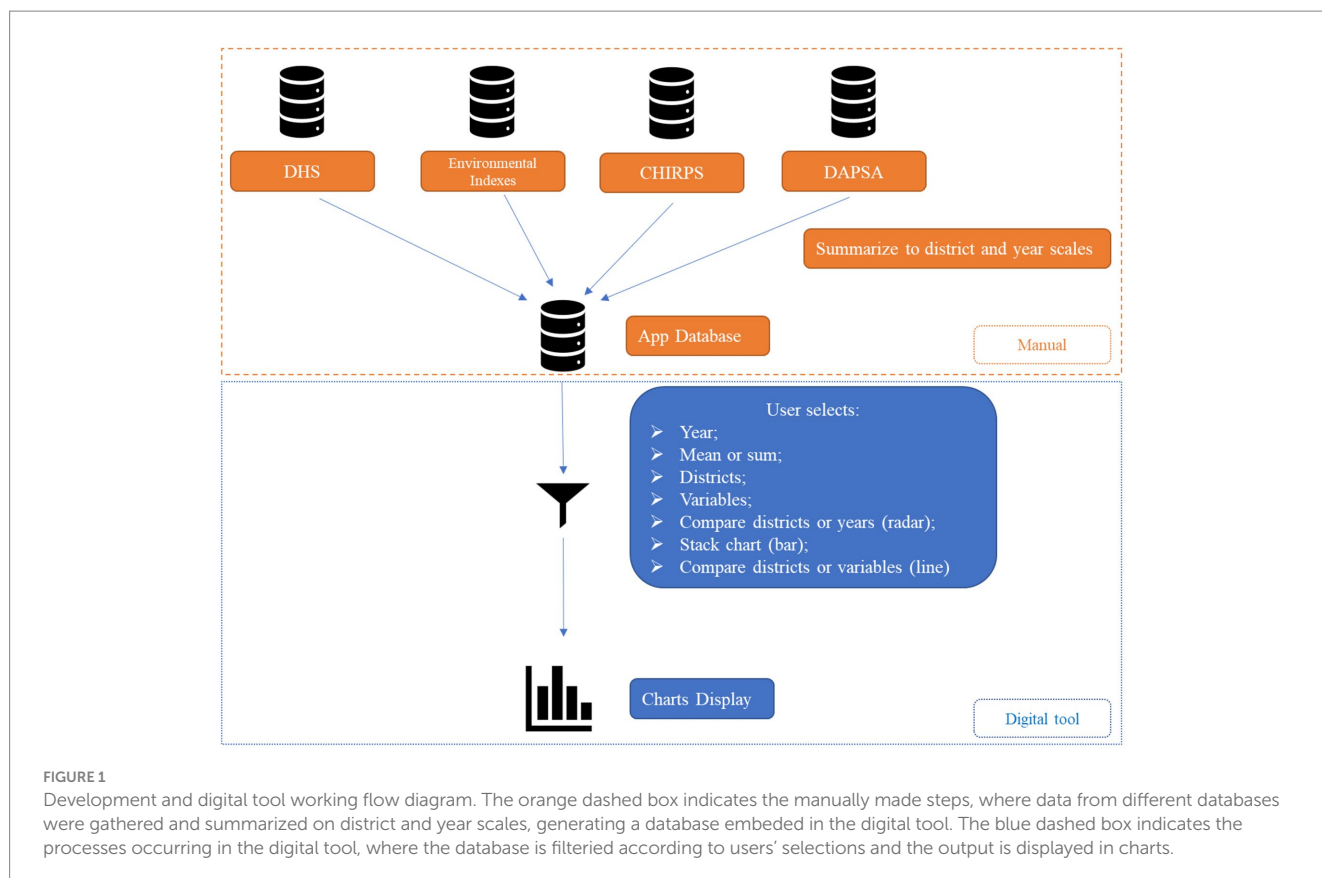 DHS
Environmental
Indexes
CHIRPS
DAPSA
Summarize to district and year scales
App Database
Manual
User selects:
➢ Year;
➢ Mean or sum;
➢ Districts;
➢ Variables;
➢ Compare districts or years (radar);
➢ Stack chart (bar);
➢ Compare districts or variables (line)
Charts Display
Digital tool
FIGURE 1
Development and digital tool working flow diagram. The orange dashed box indicates the manually made steps, where data from different databases
were gathered and summarized on district and year scales, generating a database embeded in the digital tool. The blue dashed box indicates the
processes occurring in the digital tool, where the database is filteried according to users’ selections and the output is displayed in charts.